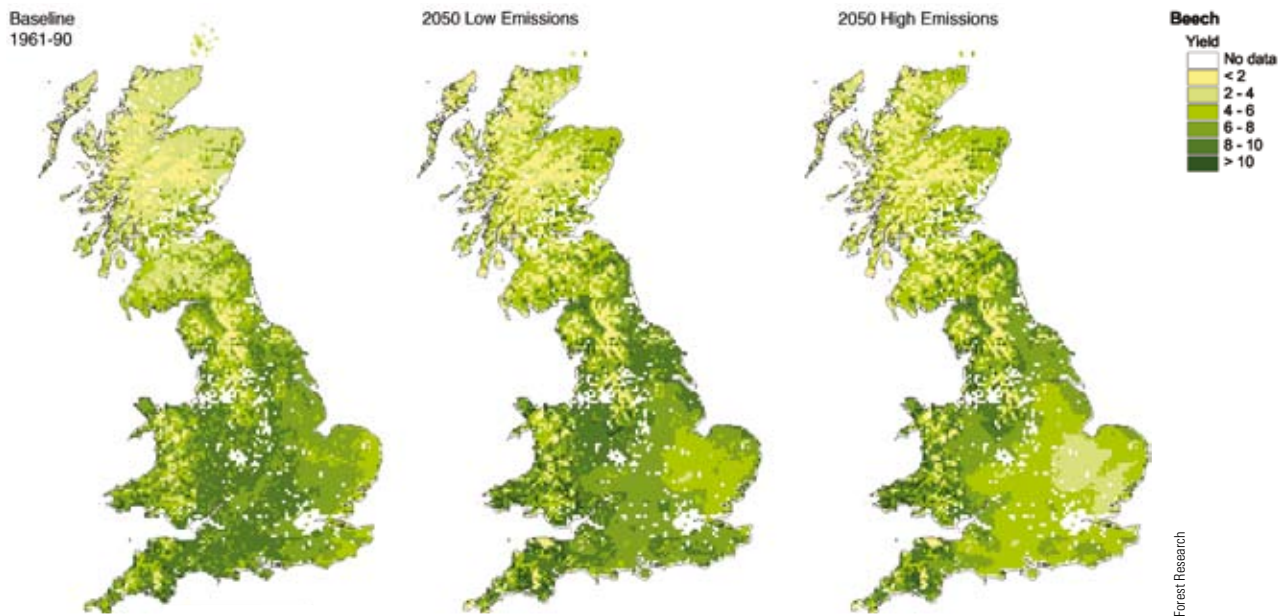 Baseline
1961-90
2050 Low Emissions
2050 High Emissions
Beech
Yield
No data
< 2
2 - 4
4 - 6
6 - 8
8 - 10
> 10
Forest Research